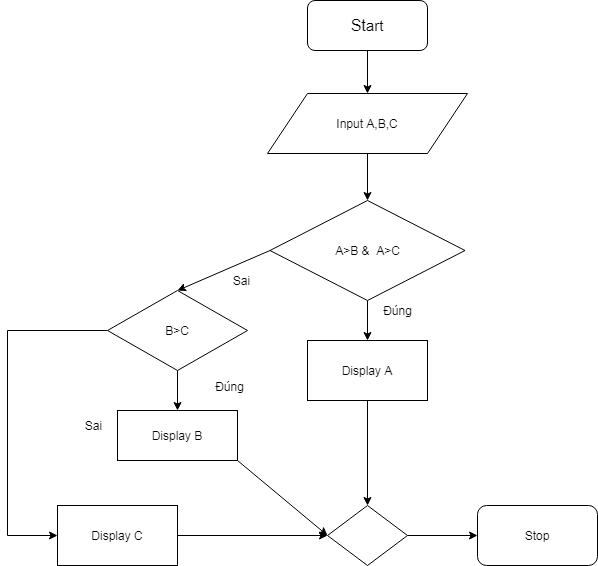 Start
Input A,B,C
A>B & A>C
Sai
Đúng
B>C
Display A
Đúng
Sai
Display B
Display C
Stop